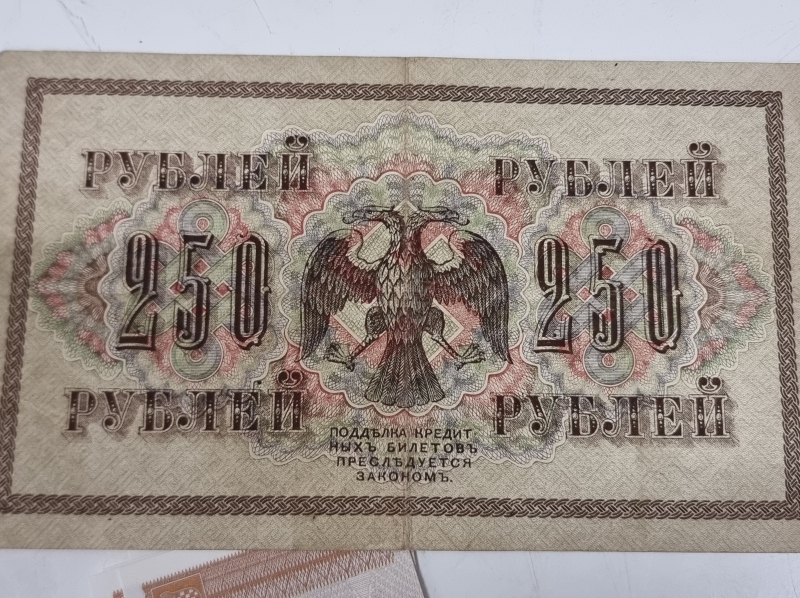 РУБЛЕЙ РУБЛЕЙ
250 250
РУБЛЕЙ РУБЛЕЙ
ПОДДѢЛКА КРЕДИТ
НЫХЪ БИЛЕТОВЪ
ПРЕСЛѢДУЕТСЯ
ЗАКОНОМЪ.